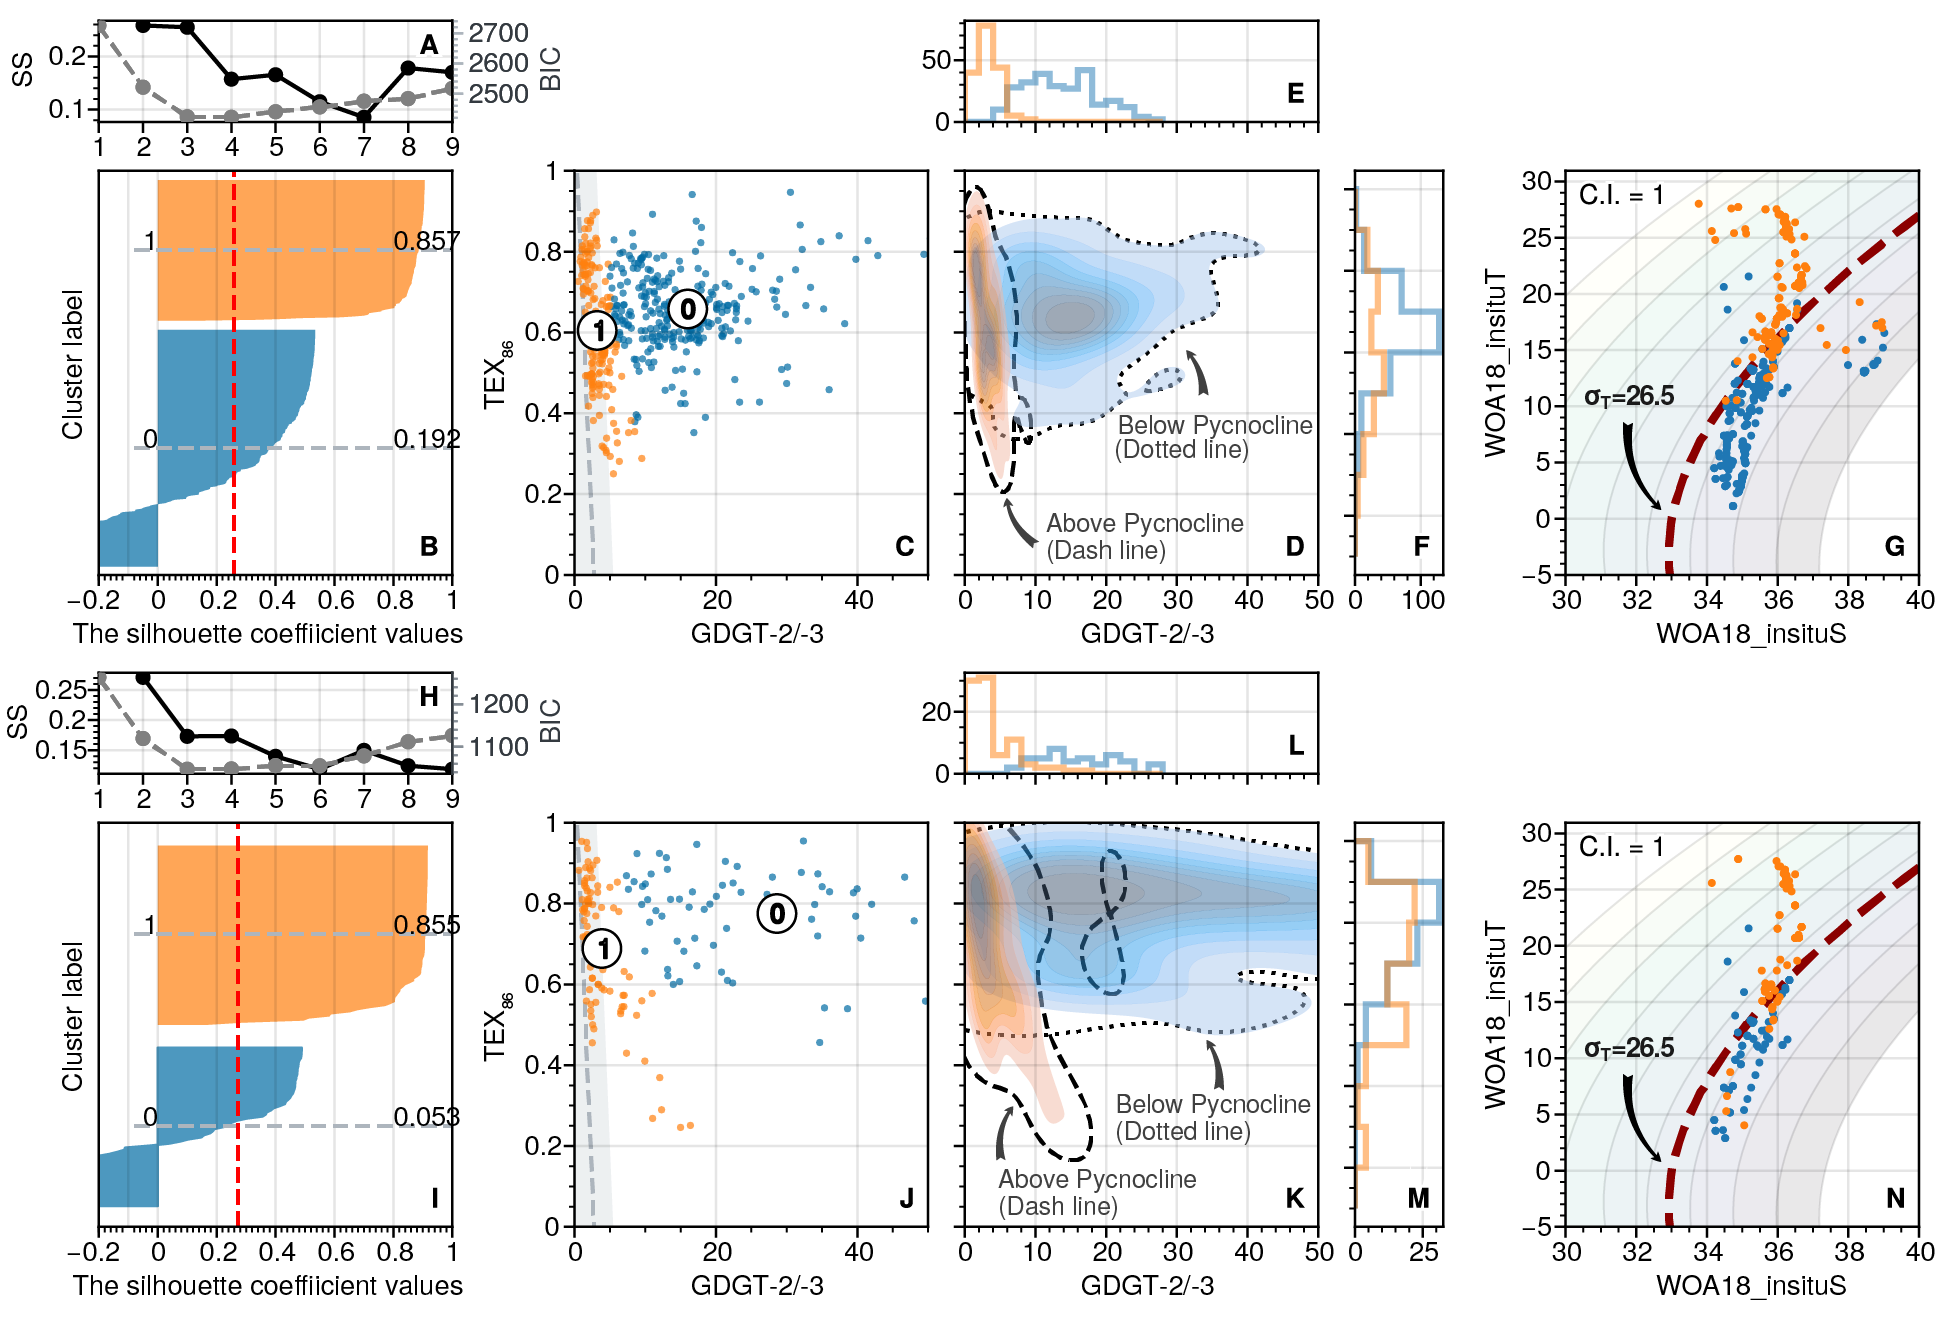 SS
0.2
0.1
A
2700
2600
2500
BIC
1 2 3 4 5 6 7 8 9
Cluster label
1
0.857
0
0.192
B
−0.2 0 0.2 0.4 0.6 0.8 1
The silhouette coeffiicient values
TEX86
1
0.8
0.6
0.4
0.2
0
1
0
C
0 20 40
GDGT-2/-3
50
0
E
Below Pycnocline
(Dotted line)
Above Pycnocline
(Dash line)
D
0 10 20 30 40 50
GDGT-2/-3
F
0 100
WOA18_insituT
30
25
20
15
10
5
0
−5
C.I. = 1
σT=26.5
G
30 32 34 36 38 40
WOA18_insituS
SS
0.25
0.2
0.15
H
1200
1100
BIC
1 2 3 4 5 6 7 8 9
Cluster label
1
0.855
0
0.053
I
−0.2 0 0.2 0.4 0.6 0.8 1
The silhouette coeffiicient values
TEX86
1
0.8
0.6
0.4
0.2
0
0
1
J
0 20 40
GDGT-2/-3
20
0
L
Below Pycnocline
(Dotted line)
Above Pycnocline
(Dash line)
K
0 10 20 30 40 50
GDGT-2/-3
M
0 25
WOA18_insituT
30
25
20
15
10
5
0
−5
C.I. = 1
σT=26.5
N
30 32 34 36 38 40
WOA18_insituS